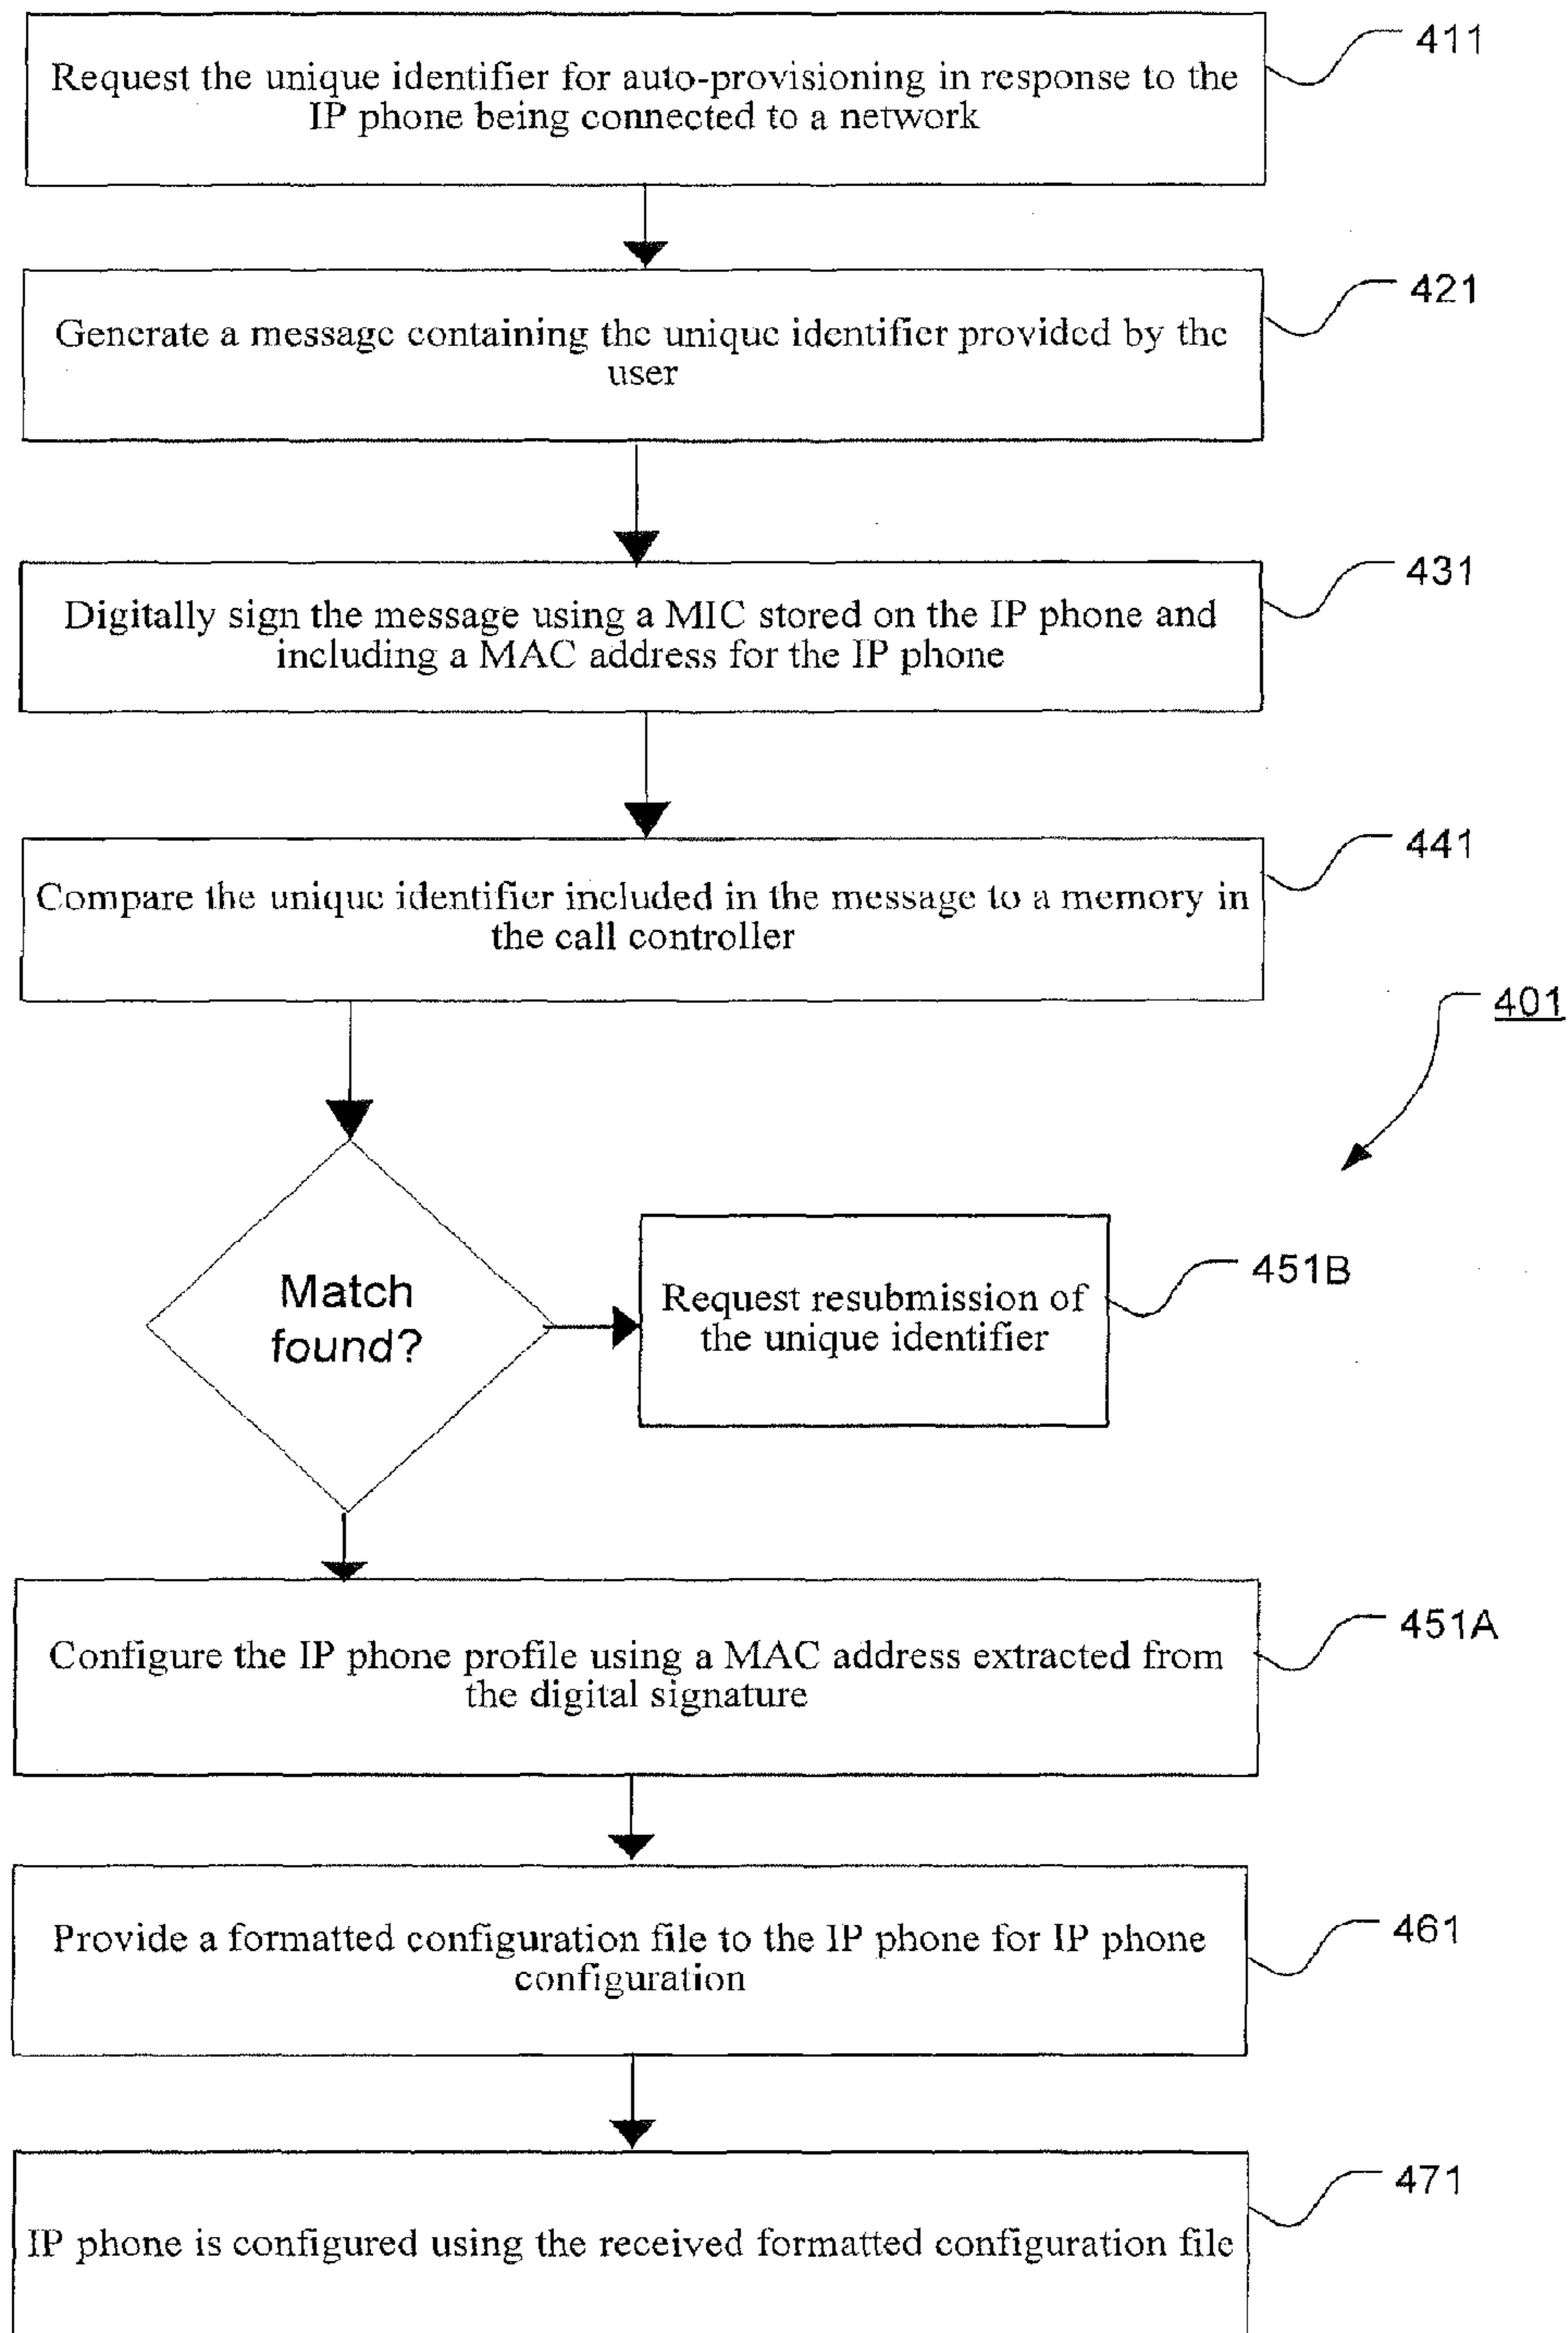 411
Request the unique identifier for auto-provisioning in response to the
IP phone being connected to a network
421
Generate a message containing the unique identifier provided by the
user
431
Digitally sign the message using a MIC stored on the IP phone and
including a MAC address for the IP phone
441
Compare the unique identifier included in the message to a memory in
the call controller
401
Match
found?
451B
Request resubmission of
the unique identifier
451A
Configure the IP phone profile using a MAC address extracted from
the digital signature
461
Provide a formatted configuration file to the IP phone for IP phone
configuration
471
IP phone is configured using the received formatted configuration file